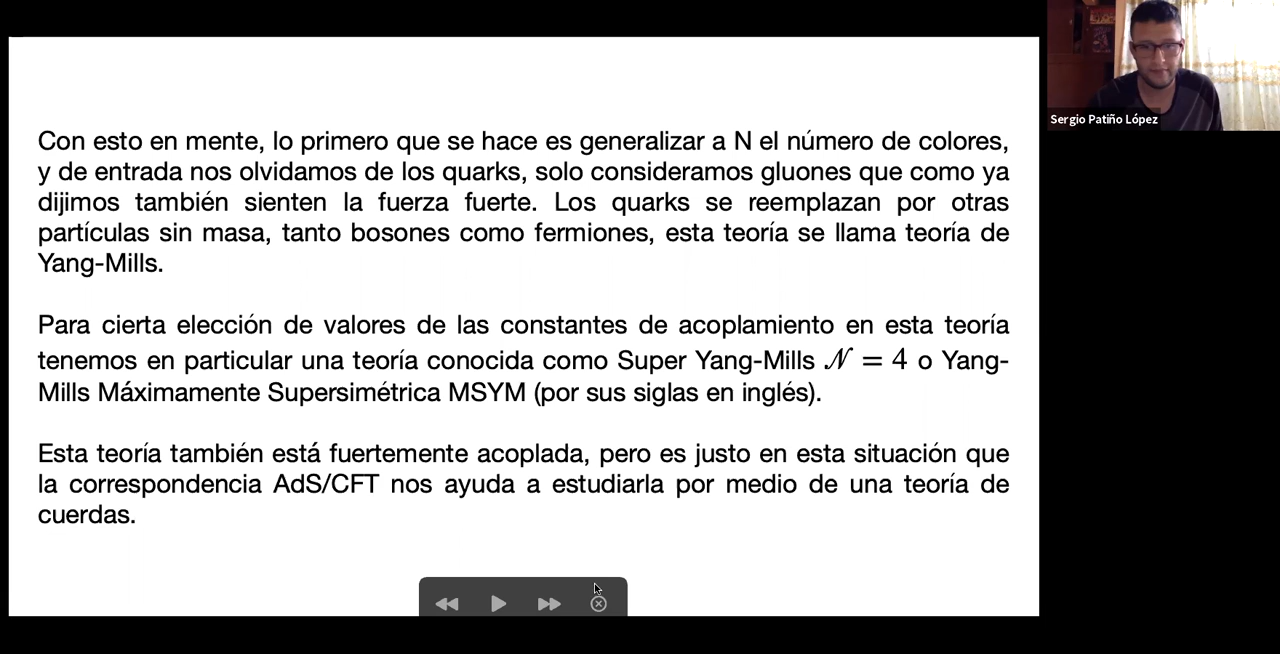 Con esto en mente, lo primero que se hace es generalizar a N el número de colores,
y de entrada nos olvidamos de los quarks, solo consideramos gluones que como ya
dijimos también sienten la fuerza fuerte. Los quarks se reemplazan por otras
partículas sin masa, tanto bosones como fermiones, esta teoría se llama teoría de
Yang-Mills.
Para cierta elección de valores de las constantes de acoplamiento en esta teoría
tenemos en particular una teoría conocida como Super Yang-Mills 𝒩 = 4 o Yang-
Mills Máximamente Supersimétrica MSYM (por sus siglas en inglés).
Esta teoría también está fuertemente acoplada, pero es justo en esta situación que
la correspondencia AdS/CFT nos ayuda a estudiarla por medio de una teoría de
cuerdas.
Sergio Patiño López